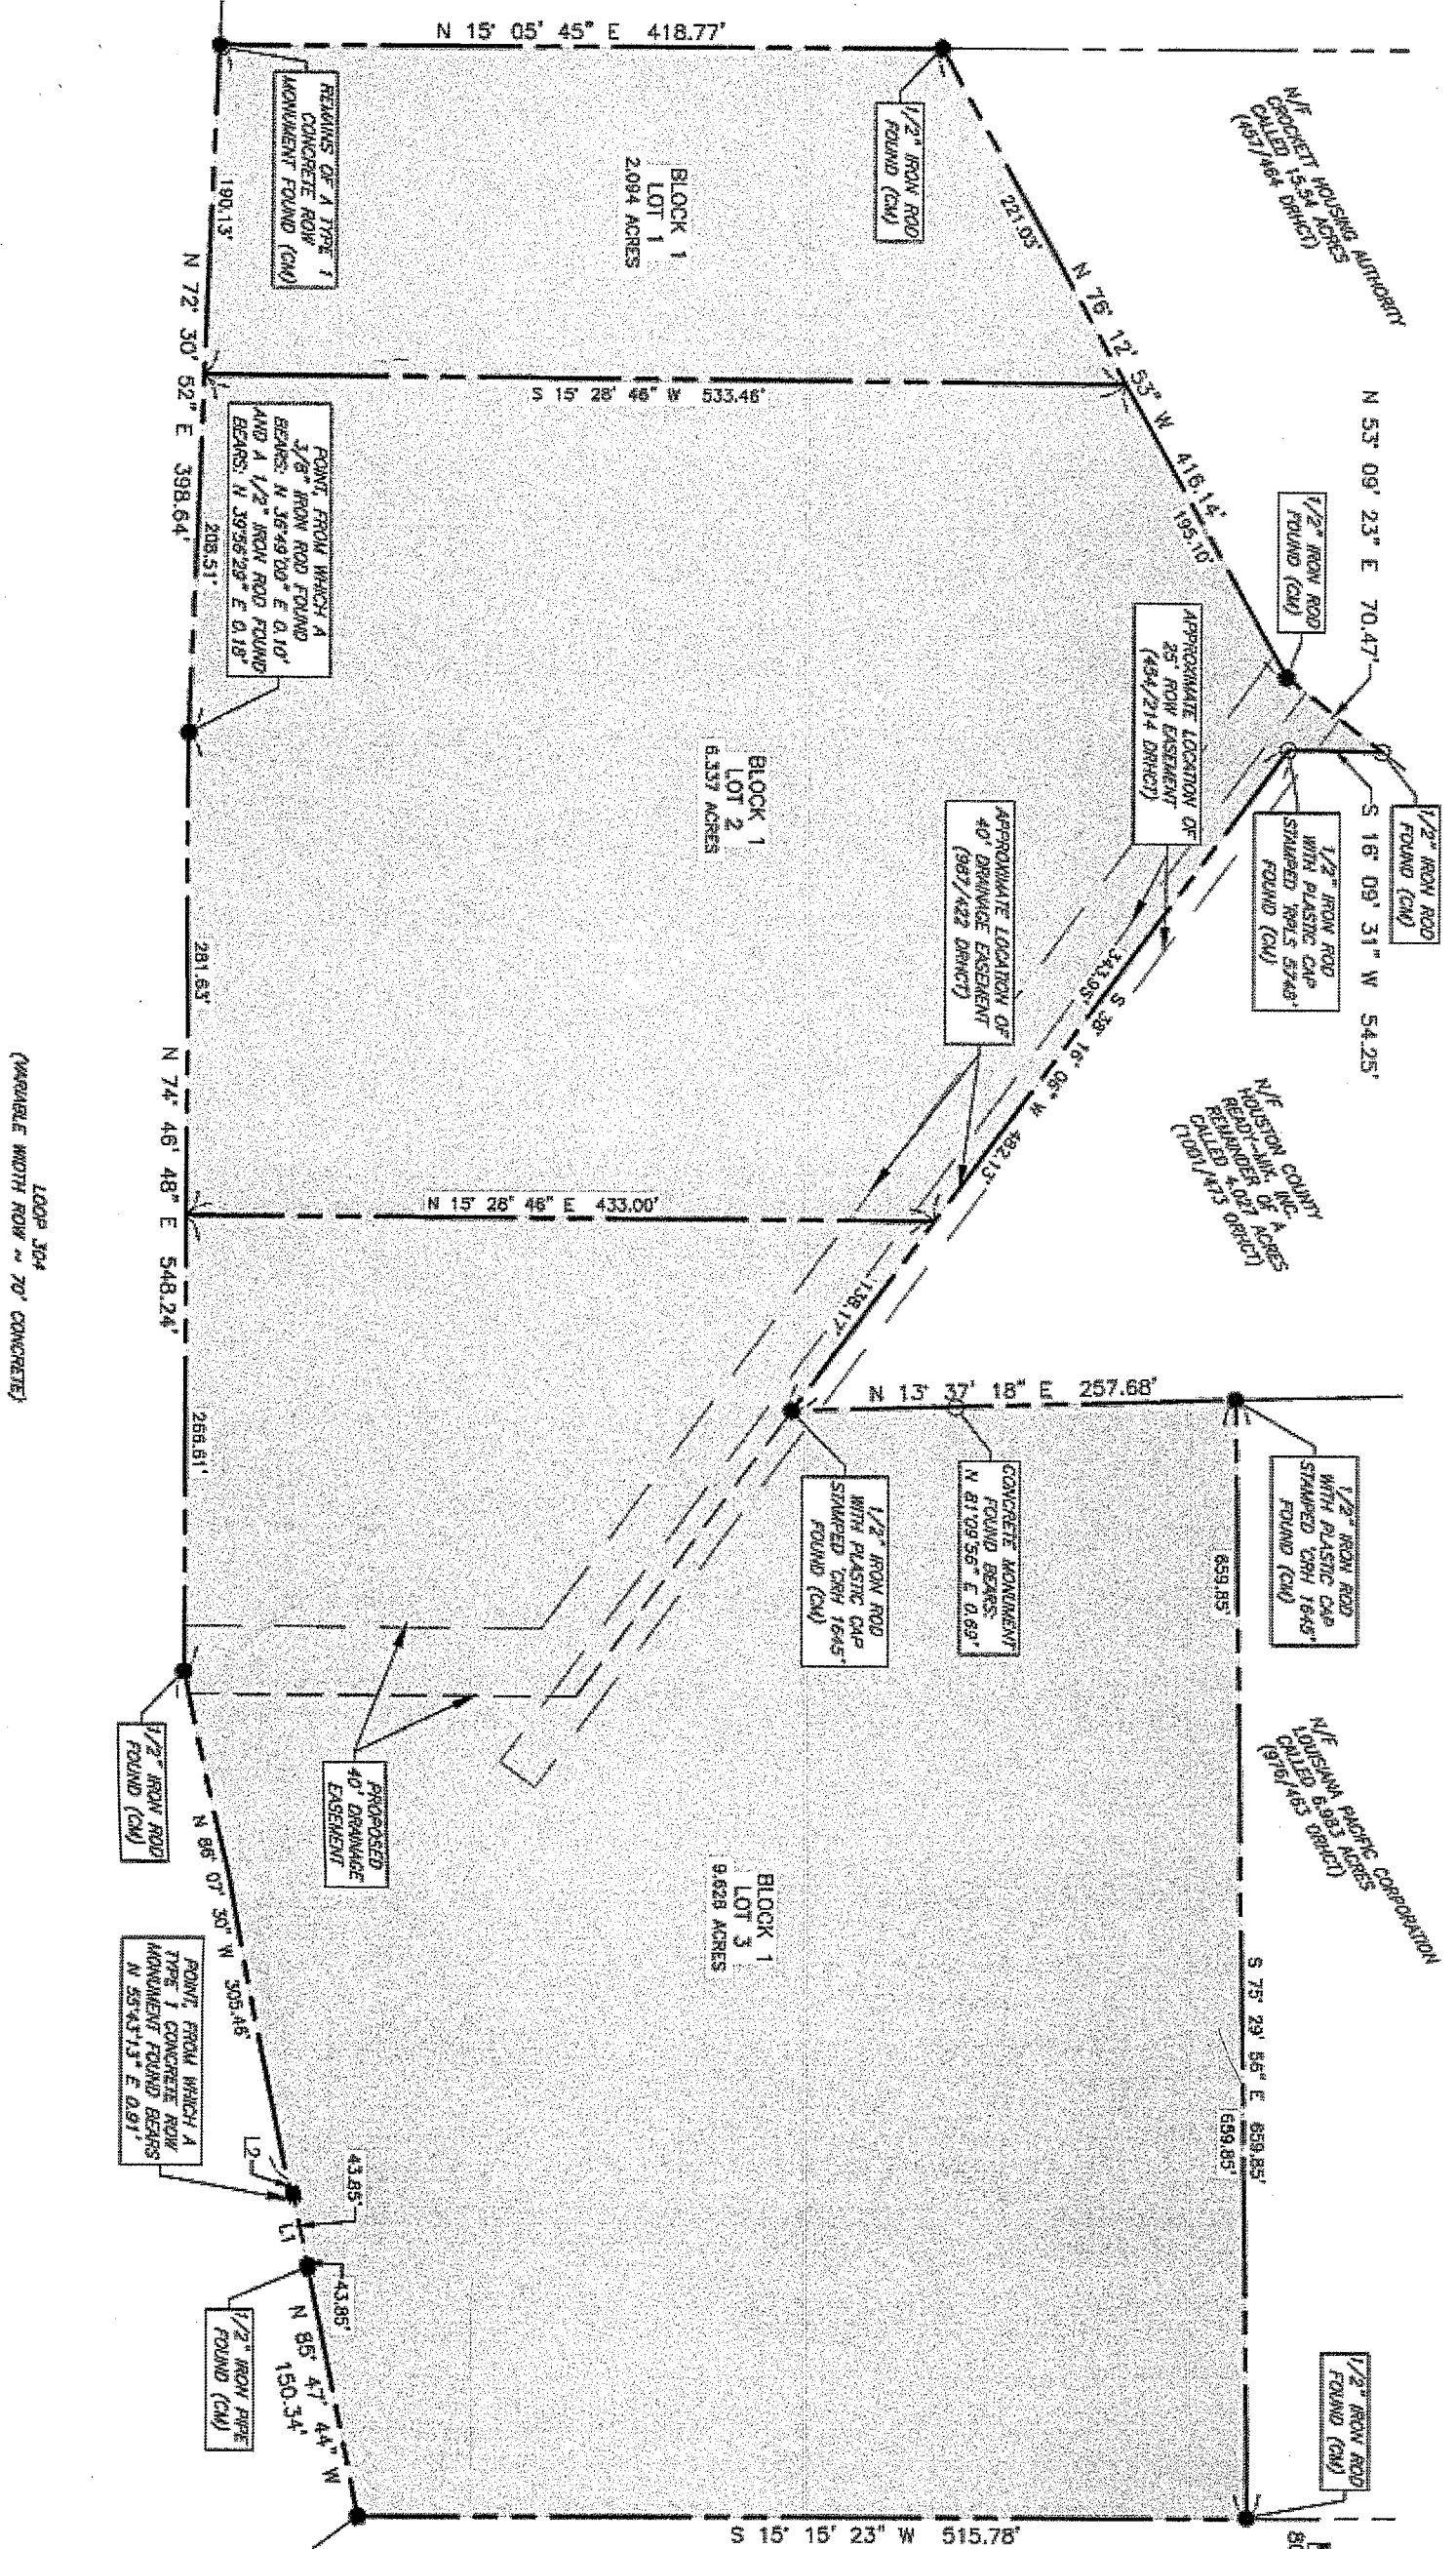 N 15° 05' 45" E 418.77'
REMAINS OF A TYPE 1
CONCRETE ROW
MONUMENT FOUND (CM)
1/2" IRON ROD
FOUND (CM)
N/F
CROCKETT HOUSING AUTHORITY
CALLED 15.54 ACRES
(497/464 DRHCT)
BLOCK 1
LOT 1
2.094 ACRES
221.03'
N 76° 12' 53" W 416.14'
195.10'
190.13'
N 72° 30' 52" E 398.64'
208.51'
S 15° 28' 46" W 533.46'
POINT, FROM WHICH A
3/8" IRON ROD FOUND
BEARS: N 36°49'00" E 0.10'
AND A 1/2" IRON ROD FOUND
BEARS: N 39°56'29" E 0.18'
N 53° 09' 23" E 70.47'
1/2" IRON ROD
FOUND (CM)
1/2" IRON ROD
FOUND (CM)
S 16° 09' 31" W 54.25'
1/2" IRON ROD
WITH PLASTIC CAP
STAMPED 'RPLS 5748'
FOUND (CM)
APPROXIMATE LOCATION OF
25' ROW EASEMENT
(454/214 DRHCT)
APPROXIMATE LOCATION OF
40' DRAINAGE EASEMENT
(987/422 DRHCT)
BLOCK 1
LOT 2
6.337 ACRES
343.95'
S 38° 16' 06" W 482.13'
138.17'
N/F
HOUSTON COUNTY
READY-MIX, INC.
REMAINDER OF A
CALLED 4.027 ACRES
(1001/473 ORHCT)
281.63'
N 74° 46' 48" E 548.24'
266.61'
N 15° 28' 46" E 433.00'
LOOP 304
(VARIABLE WIDTH ROW ~ 70' CONCRETE)
N 13° 37' 18" E 257.68'
CONCRETE MONUMENT
FOUND BEARS:
N 81°09'56" E 0.69'
1/2" IRON ROD
WITH PLASTIC CAP
STAMPED 'CRH 1645'
FOUND (CM)
1/2" IRON ROD
WITH PLASTIC CAP
STAMPED 'CRH 1645'
FOUND (CM)
659.85'
S 75° 29' 56" E 659.85'
659.85'
N/F
LOUISIANA PACIFIC CORPORATION
CALLED 6.983 ACRES
(976/463 ORHCT)
PROPOSED
40' DRAINAGE
EASEMENT
1/2" IRON ROD
FOUND (CM)
BLOCK 1
LOT 3
9.628 ACRES
N 86° 07' 30" W 305.46'
POINT, FROM WHICH A
TYPE 1 CONCRETE ROW
MONUMENT FOUND BEARS
N 55°43'13" E 0.91'
L2
L1
43.85'
43.85'
1/2" IRON PIPE
FOUND (CM)
N 85° 47' 44" W
150.34'
1/2" IRON ROD
FOUND (CM)
S 15° 15' 23" W 515.78'